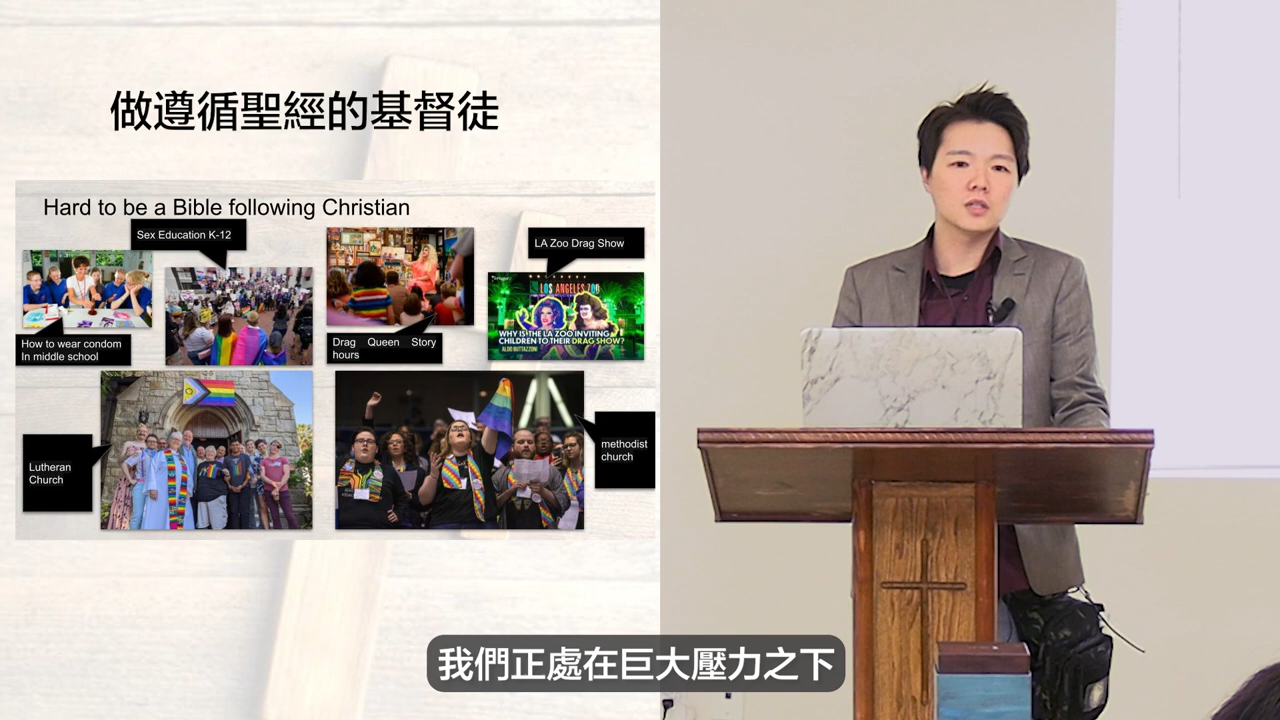 做遵循聖經的基督徒
Hard to be a Bible following Christian
Sex Education K-12
LA Zoo Drag Show
LOS ANGELES ZOO
WHY IS THE LA ZOO INVITING
CHILDREN TO THEIR DRAG SHOW?
ALDO BUTTAZZONI
How to wear condom
In middle school
Drag Queen Story
hours
Lutheran
Church
methodist
church
我們正處在巨大壓力之下